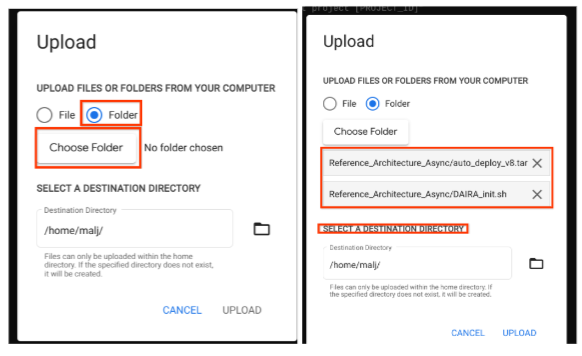 Upload
UPLOAD FILES OR FOLDERS FROM YOUR COMPUTER
File Folder
Choose Folder No folder chosen
SELECT A DESTINATION DIRECTORY
Destination Directory
/home/malj/
Files can only be uploaded within the home
directory. If the specified directory does not exist,
it will be created.
CANCEL UPLOAD
t project [PROJECT_ID]
Upload
UPLOAD FILES OR FOLDERS FROM YOUR COMPUTER
File Folder
Choose Folder
Reference_Architecture_Async/auto_deploy_v8.tar
Reference_Architecture_Async/DAIRA_init.sh
SELECT A DESTINATION DIRECTORY
Destination Directory
/home/malj/
Files can only be uploaded within the home directory. If
the specified directory does not exist, it will be created.
CANCEL UPLOAD